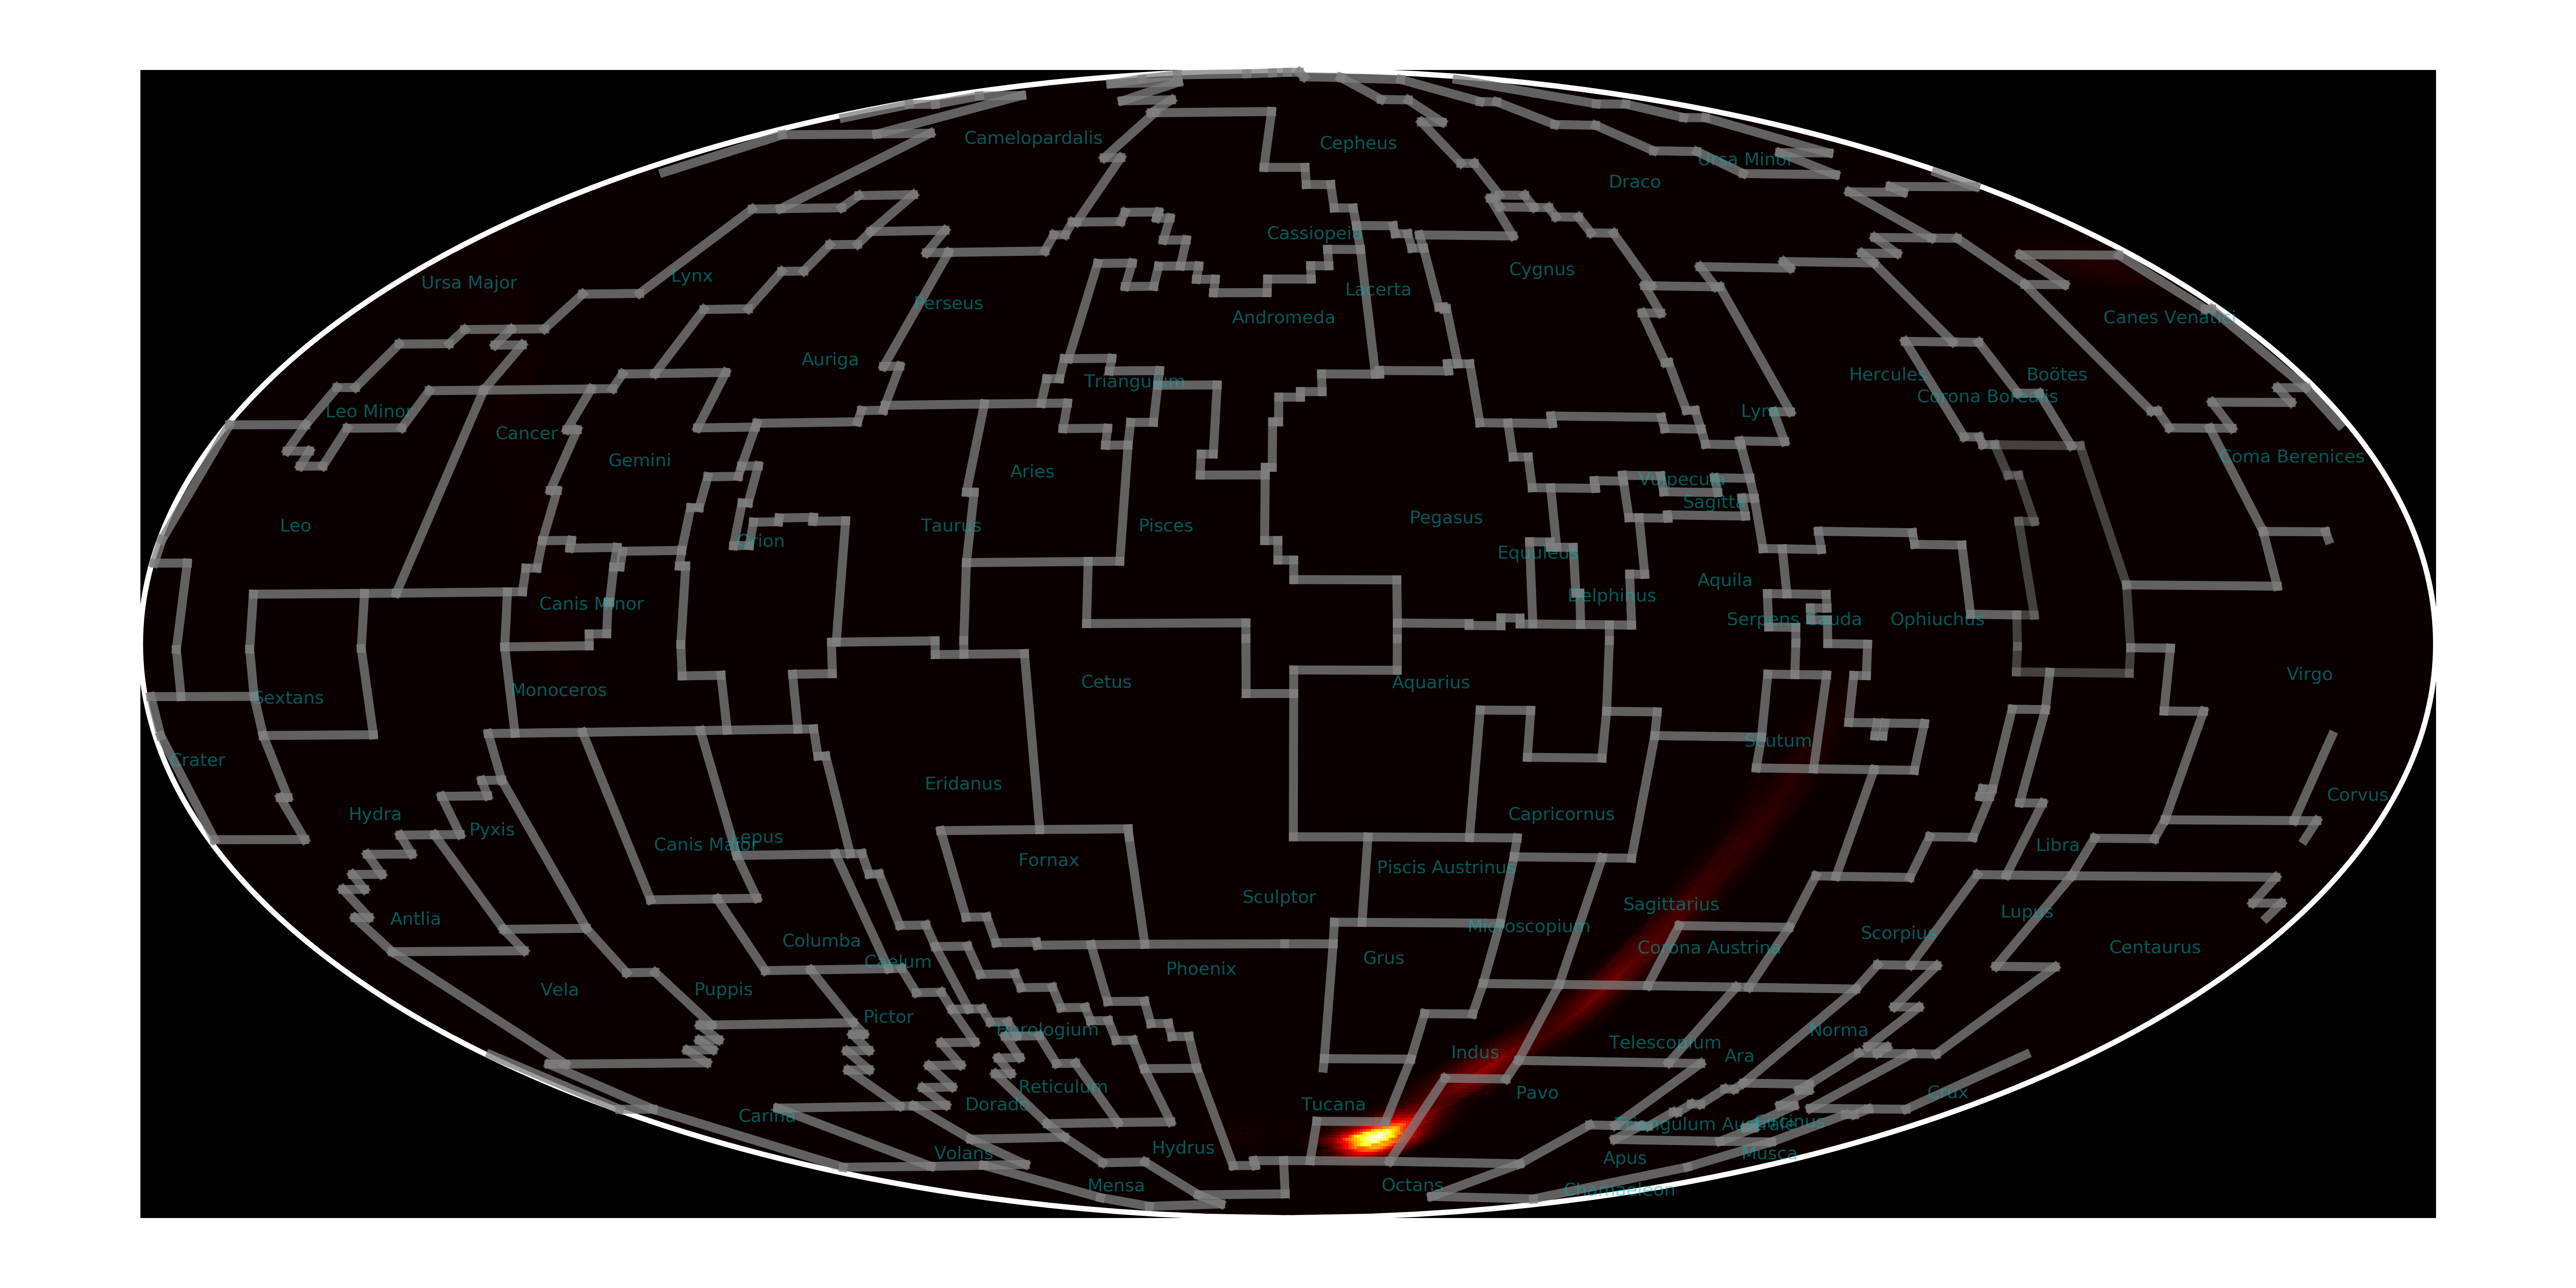 Camelopardalis
Cepheus
Ursa Minor
Draco
Cassiopeia
Cygnus
Ursa Major
Lynx
Lacerta
Perseus
Andromeda
Canes Venatici
Auriga
Triangulum
Hercules
Boötes
Corona Borealis
Leo Minor
Lyra
Cancer
Gemini
Coma Berenices
Aries
Vulpecula
Sagitta
Leo
Orion
Taurus
Pisces
Pegasus
Equuleus
Aquila
Canis Minor
Delphinus
Serpens Cauda
Ophiuchus
Virgo
Sextans
Monoceros
Cetus
Aquarius
Scutum
Crater
Eridanus
Corvus
Hydra
Capricornus
Pyxis
Lepus
Canis Major
Libra
Fornax
Piscis Austrinus
Sculptor
Sagittarius
Lupus
Antlia
Microscopium
Scorpius
Columba
Corona Austrina
Centaurus
Caelum
Grus
Phoenix
Vela
Puppis
Pictor
Horologium
Norma
Telescopium
Indus
Ara
Reticulum
Pavo
Crux
Dorado
Tucana
Carina
Triangulum Australe
Circinus
Hydrus
Volans
Musca
Apus
Mensa
Octans
Chamaeleon